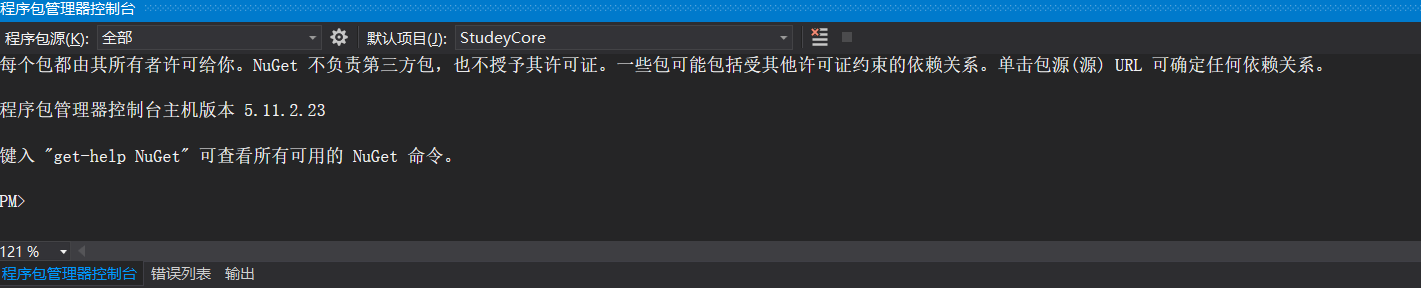 程序包管理器控制台
程序包源(K): 全部 默认项目(J): StudeyCore
每个包都由其所有者许可给你。NuGet 不负责第三方包，也不授予其许可证。一些包可能包括受其他许可证约束的依赖关系。单击包源(源) URL 可确定任何依赖关系。
程序包管理器控制台主机版本 5.11.2.23
键入 "get-help NuGet" 可查看所有可用的 NuGet 命令。
PM>
121 %
程序包管理器控制台 错误列表 输出